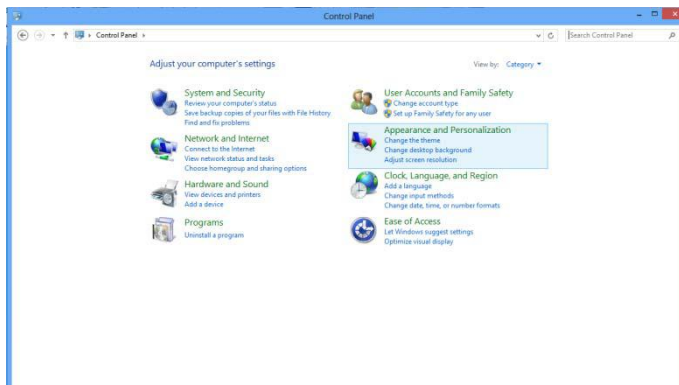 Control Panel
Control Panel
Search Control Panel
Adjust your computer's settings
View by: Category
System and Security
Review your computer's status
Save backup copies of your files with File History
Find and fix problems
Network and Internet
Connect to the Internet
View network status and tasks
Choose homegroup and sharing options
Hardware and Sound
View devices and printers
Add a device
Programs
Uninstall a program
User Accounts and Family Safety
Change account type
Set up Family Safety for any user
Appearance and Personalization
Change the theme
Change desktop background
Adjust screen resolution
Clock, Language, and Region
Add a language
Change input methods
Change date, time, or number formats
Ease of Access
Let Windows suggest settings
Optimize visual display